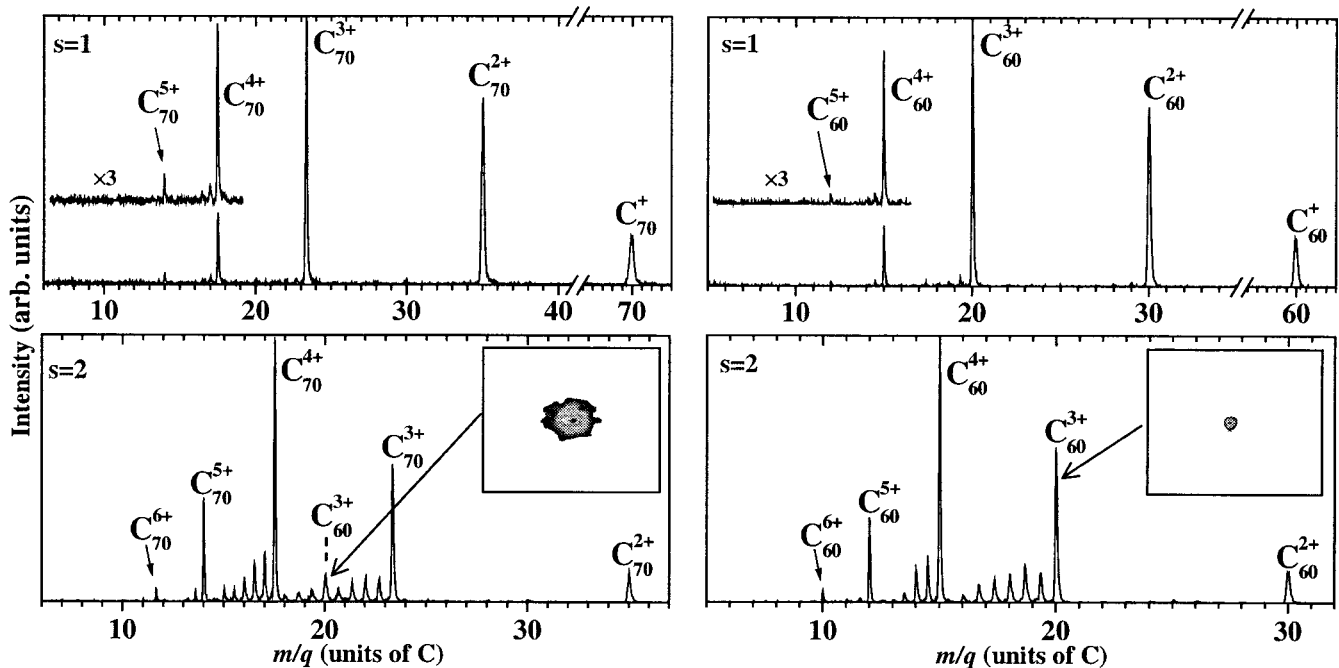 Intensity (arb. units)
s=1
C70^5+
C70^4+
C70^3+
C70^2+
C70^+
×3
10 20 30 40 70
s=1
C60^5+
C60^4+
C60^3+
C60^2+
C60^+
×3
10 20 30 60
s=2
C70^6+
C70^5+
C70^4+
C60^3+
C70^3+
C70^2+
10 20 30
m/q (units of C)
s=2
C60^6+
C60^5+
C60^4+
C60^3+
C60^2+
10 20 30
m/q (units of C)